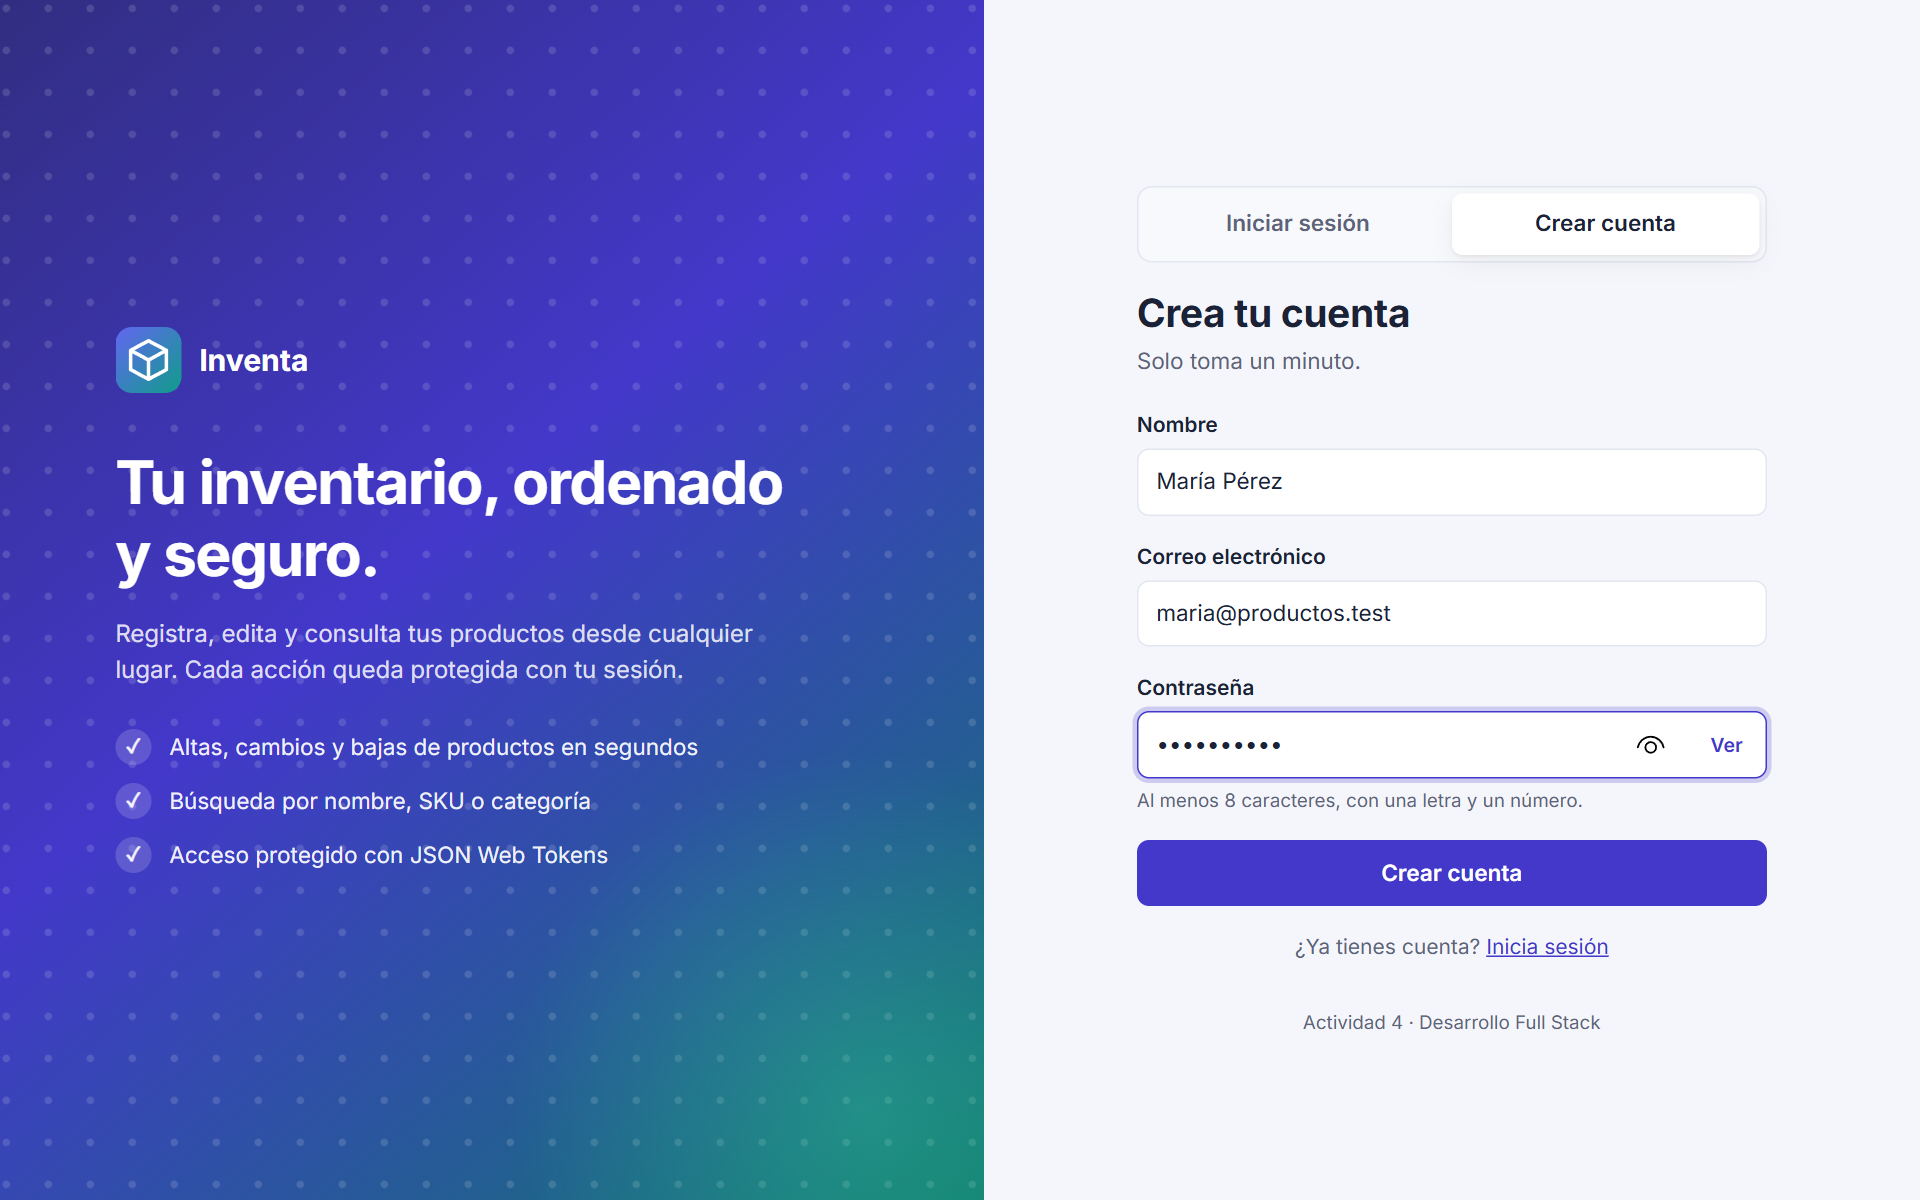 Inventa
Tu inventario, ordenado
y seguro.
Registra, edita y consulta tus productos desde cualquier
lugar. Cada acción queda protegida con tu sesión.
✓ Altas, cambios y bajas de productos en segundos
✓ Búsqueda por nombre, SKU o categoría
✓ Acceso protegido con JSON Web Tokens
Iniciar sesión
Crear cuenta
Crea tu cuenta
Solo toma un minuto.
Nombre
María Pérez
Correo electrónico
maria@productos.test
Contraseña
••••••••••
Ver
Al menos 8 caracteres, con una letra y un número.
Crear cuenta
¿Ya tienes cuenta? Inicia sesión
Actividad 4 · Desarrollo Full Stack